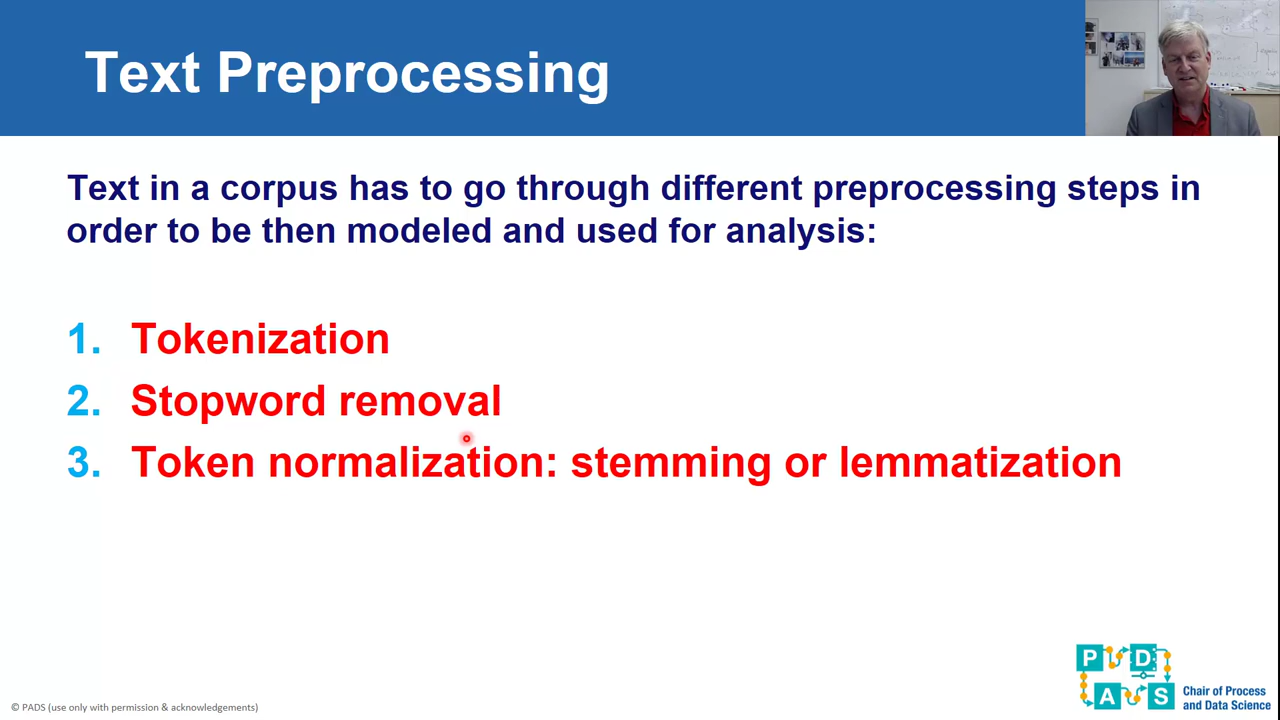 Text Preprocessing
Text in a corpus has to go through different preprocessing steps in
order to be then modeled and used for analysis:
1. Tokenization
2. Stopword removal
3. Token normalization: stemming or lemmatization
P D
A S
Chair of Process
and Data Science
© PADS (use only with permission & acknowledgements)